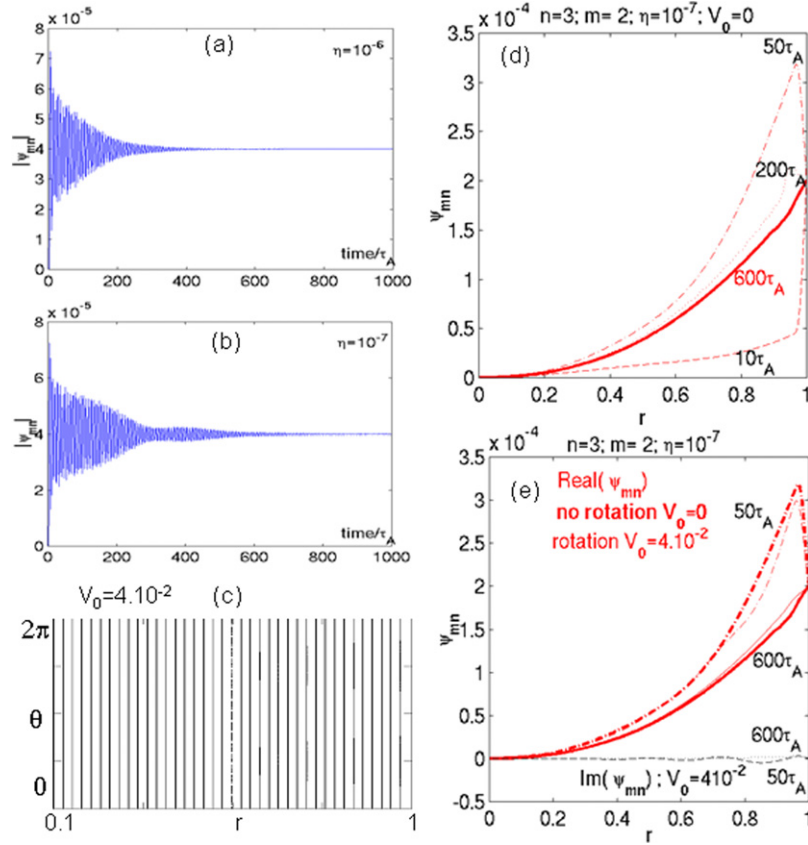 x 10⁻⁵
8
7
6
5
4
3
2
1
0
|ψmn|
(a)
η=10⁻⁶
time/τA
0 200 400 600 800 1000
x 10⁻⁵
8
6
4
2
0
|ψmn|
(b)
η=10⁻⁷
time/τA
0 200 400 600 800 1000
V₀=4.10⁻² (c)
2π
θ
0
0.1 r 1
x 10⁻⁴ n=3; m= 2; η=10⁻⁷; V₀=0
(d)
50τA
3.5
3
2.5
2
1.5
1
0.5
0
ψmn
200τA
600τA
10τA
0 0.2 0.4 0.6 0.8 1
r
x 10⁻⁴ n=3; m= 2; η=10⁻⁷
(e)
3.5
3
2.5
2
1.5
1
0.5
0
-0.5
ψmn
Real(ψmn)
no rotation V₀=0
rotation V₀=4.10⁻²
50τA
600τA
600τA
Im(ψmn) ; V₀=410⁻²
50τA
0 0.2 0.4 0.6 0.8 1
r